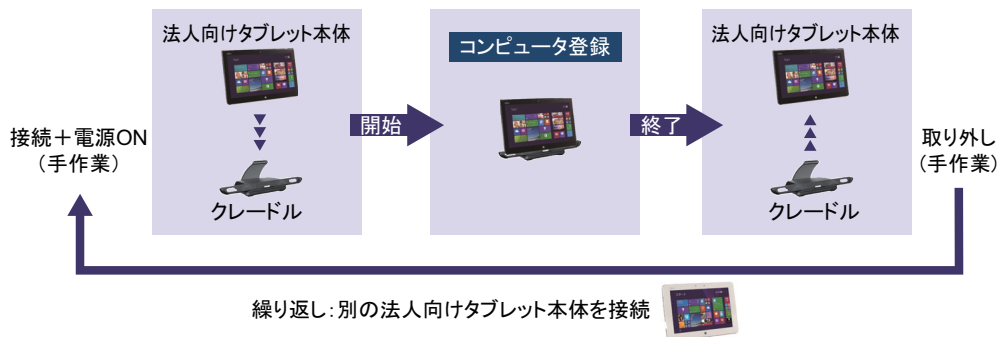 法人向けタブレット本体
コンピュータ登録
法人向けタブレット本体
接続＋電源ON
（手作業）
開始
終了
取り外し
（手作業）
クレードル
クレードル
繰り返し：別の法人向けタブレット本体を接続